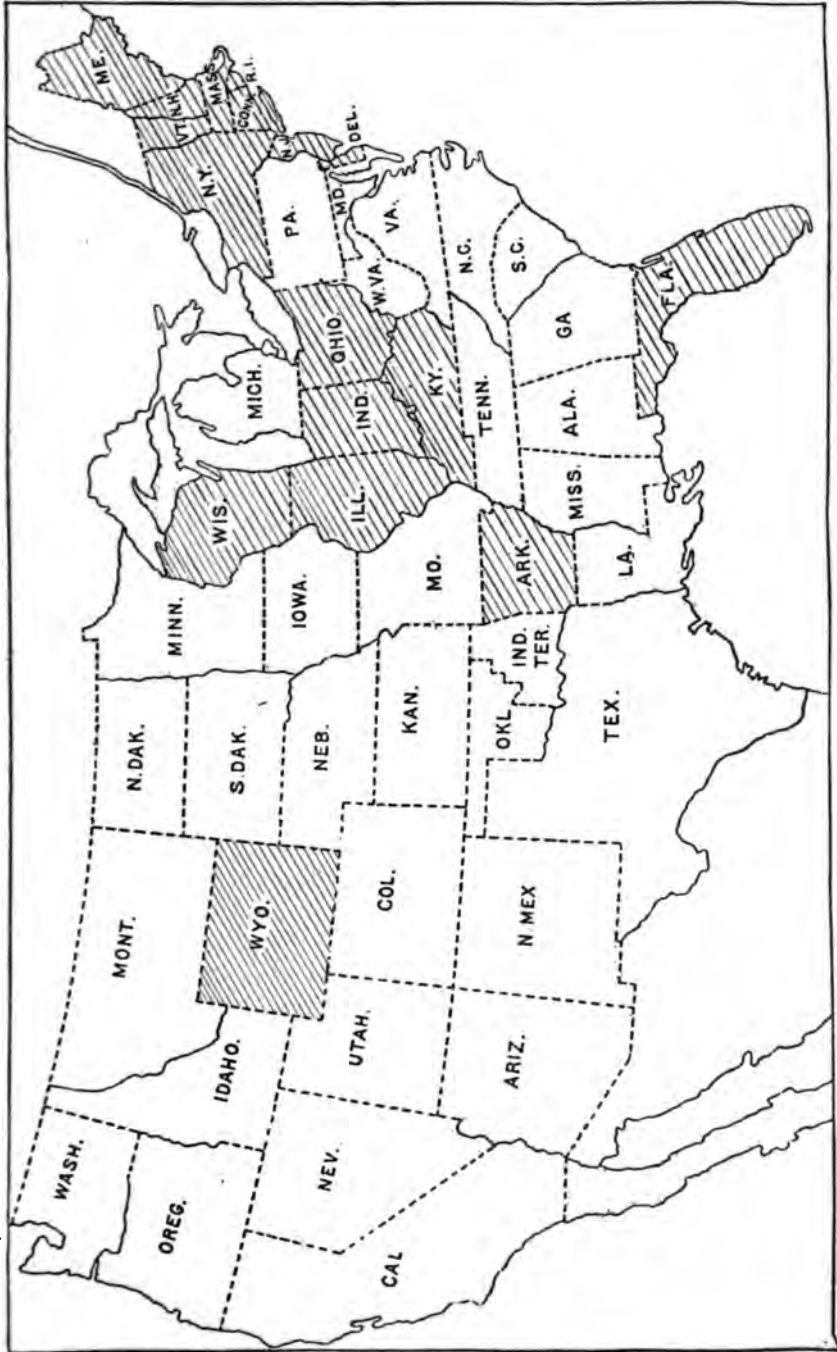 WASH.
OREG.
CAL
NEV.
IDAHO.
MONT.
WYO.
UTAH.
COL.
ARIZ.
N.MEX
N.DAK.
S.DAK.
NEB.
KAN.
OKL.
IND.
TER.
TEX.
MINN.
IOWA.
MO.
ARK.
LA.
WIS.
ILL.
MICH.
IND.
OHIO.
KY.
TENN.
MISS.
ALA.
GA
FLA.
S.C.
N.C.
VA.
W.VA.
MD.
DEL.
PA.
N.J.
N.Y.
CONN.
R.I.
MASS.
VT.
N.H.
ME.